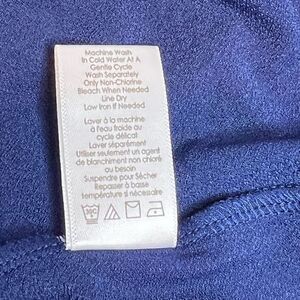 Machine Wash
In Cold Water At A
Gentle Cycle
Wash Separately
Only Non-Chlorine
Bleach When Needed
Line Dry
Low Iron If Needed
Laver à la machine
à l'eau froide au
cycle délicat
Laver séparément
Utiliser seulement un agent
de blanchiment non chloré
au besoin
Suspendre pour Sécher
Repasser à basse
température si nécessaire
30C